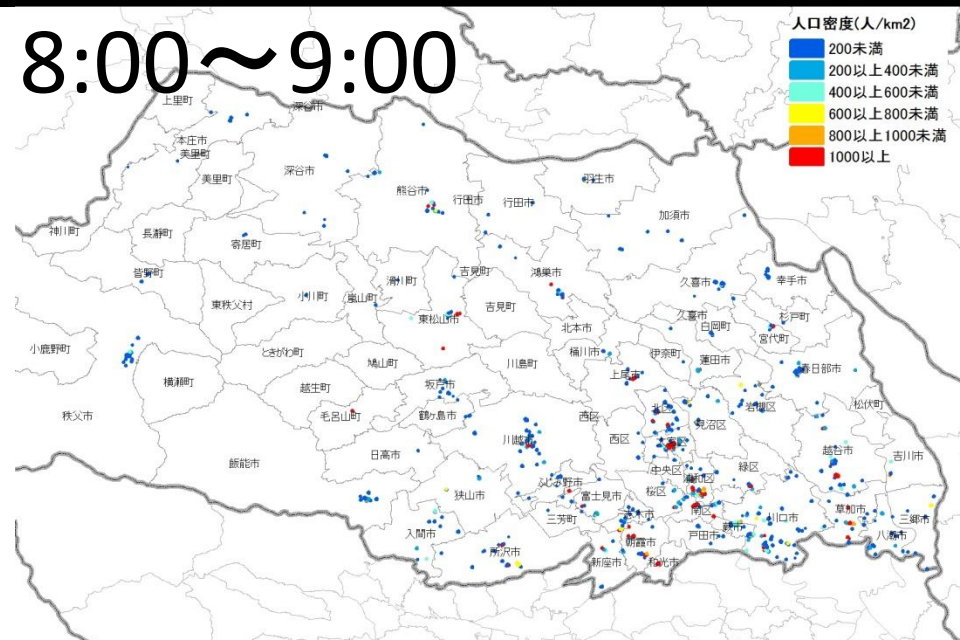 8:00～9:00
人口密度(人/km2)
200未満
200以上400未満
400以上600未満
600以上800未満
800以上1000未満
1000以上
上里町
深谷市
本庄市
美里町
美里町
深谷市
熊谷市
行田市
行田市
羽生市
加須市
神川町
長瀞町
寄居町
皆野町
東秩父村
小川町
嵐山町
滑川町
吉見町
吉見町
鴻巣市
久喜市
幸手市
東松山市
北本市
久喜市
白岡町
杉戸町
宮代町
小鹿野町
横瀬町
ときがわ町
鳩山町
川島町
桶川市
伊奈町
蓮田市
上尾市
春日部市
秩父市
越生町
毛呂山町
坂戸市
鶴ヶ島市
西区
北区
見沼区
岩槻区
松伏町
飯能市
日高市
川越市
西区
中央区
緑区
越谷市
吉川市
狭山市
ふじみ野市
富士見市
桜区
浦和区
南区
三芳町
入間市
所沢市
志木市
朝霞市
新座市
和光市
戸田市
蕨市
川口市
草加市
八潮市
三郷市